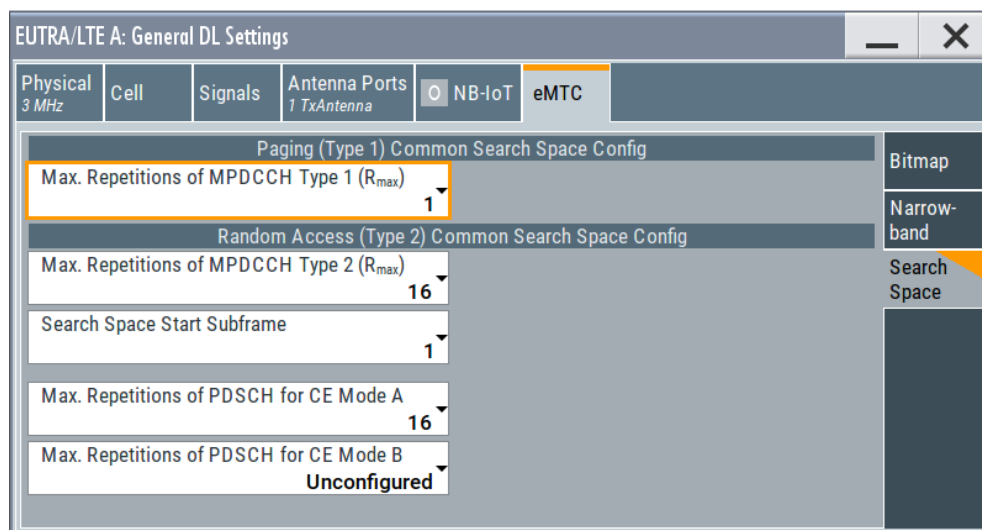 EUTRA/LTE A: General DL Settings
Physical
3 MHz
Cell
Signals
Antenna Ports
1 TxAntenna
O NB-IoT
eMTC
Paging (Type 1) Common Search Space Config
Max. Repetitions of MPDCCH Type 1 (Rmax)
1
Random Access (Type 2) Common Search Space Config
Max. Repetitions of MPDCCH Type 2 (Rmax)
16
Search Space Start Subframe
1
Max. Repetitions of PDSCH for CE Mode A
16
Max. Repetitions of PDSCH for CE Mode B
Unconfigured
Bitmap
Narrow-
band
Search
Space